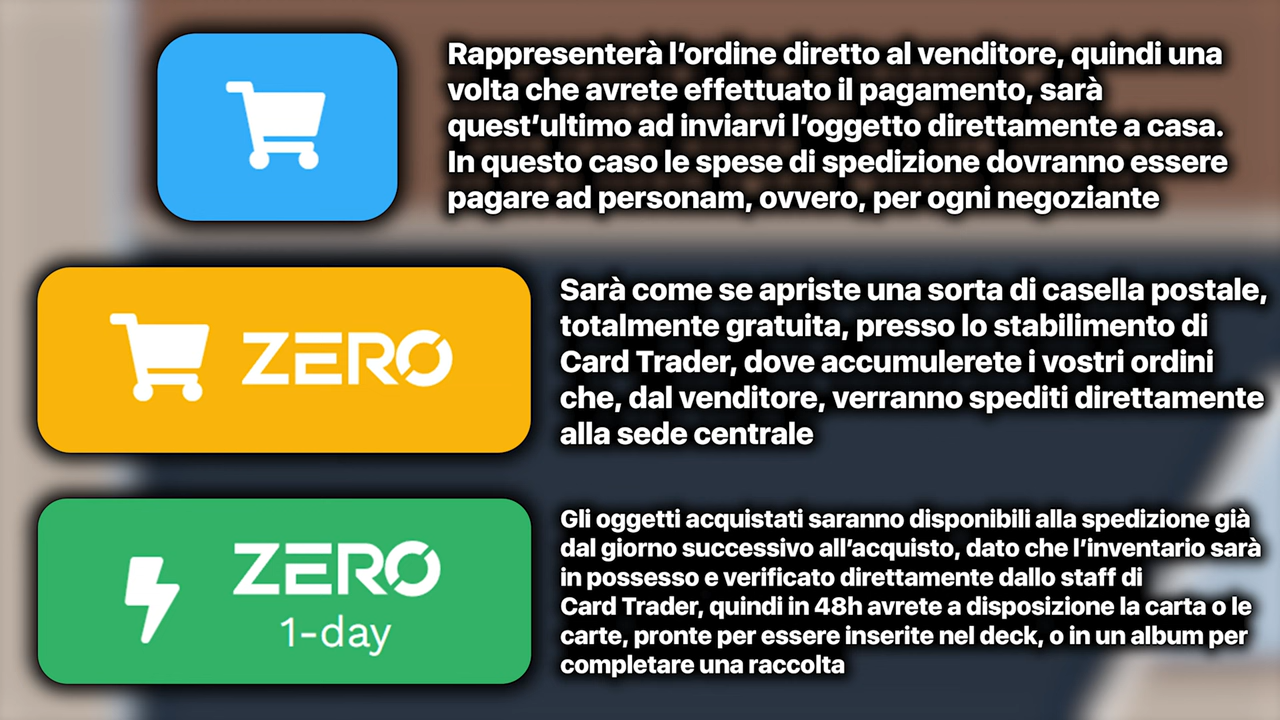 Rappresenterà l’ordine diretto al venditore, quindi una
volta che avrete effettuato il pagamento, sarà
quest’ultimo ad inviarvi l’oggetto direttamente a casa.
In questo caso le spese di spedizione dovranno essere
pagare ad personam, ovvero, per ogni negoziante
ZERO
Sarà come se apriste una sorta di casella postale,
totalmente gratuita, presso lo stabilimento di
Card Trader, dove accumulerete i vostri ordini
che, dal venditore, verranno spediti direttamente
alla sede centrale
ZERO
1-day
Gli oggetti acquistati saranno disponibili alla spedizione già
dal giorno successivo all’acquisto, dato che l’inventario sarà
in possesso e verificato direttamente dallo staff di
Card Trader, quindi in 48h avrete a disposizione la carta o le
carte, pronte per essere inserite nel deck, o in un album per
completare una raccolta